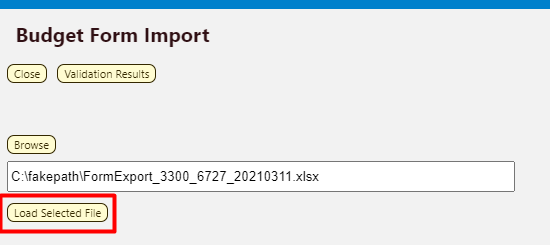 Budget Form Import
Close Validation Results
Browse
C:\fakepath\FormExport_3300_6727_20210311.xlsx
Load Selected File